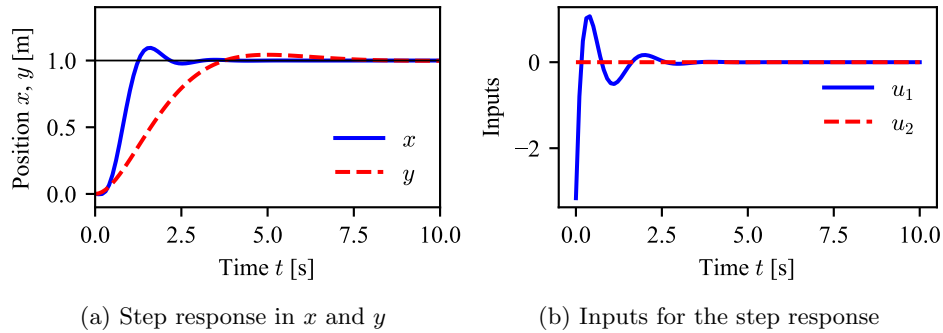 Position x, y [m]
1.0
0.5
0.0
x
y
0.0 2.5 5.0 7.5 10.0
Time t [s]
(a) Step response in x and y
Inputs
0
−2
u₁
u₂
0.0 2.5 5.0 7.5 10.0
Time t [s]
(b) Inputs for the step response